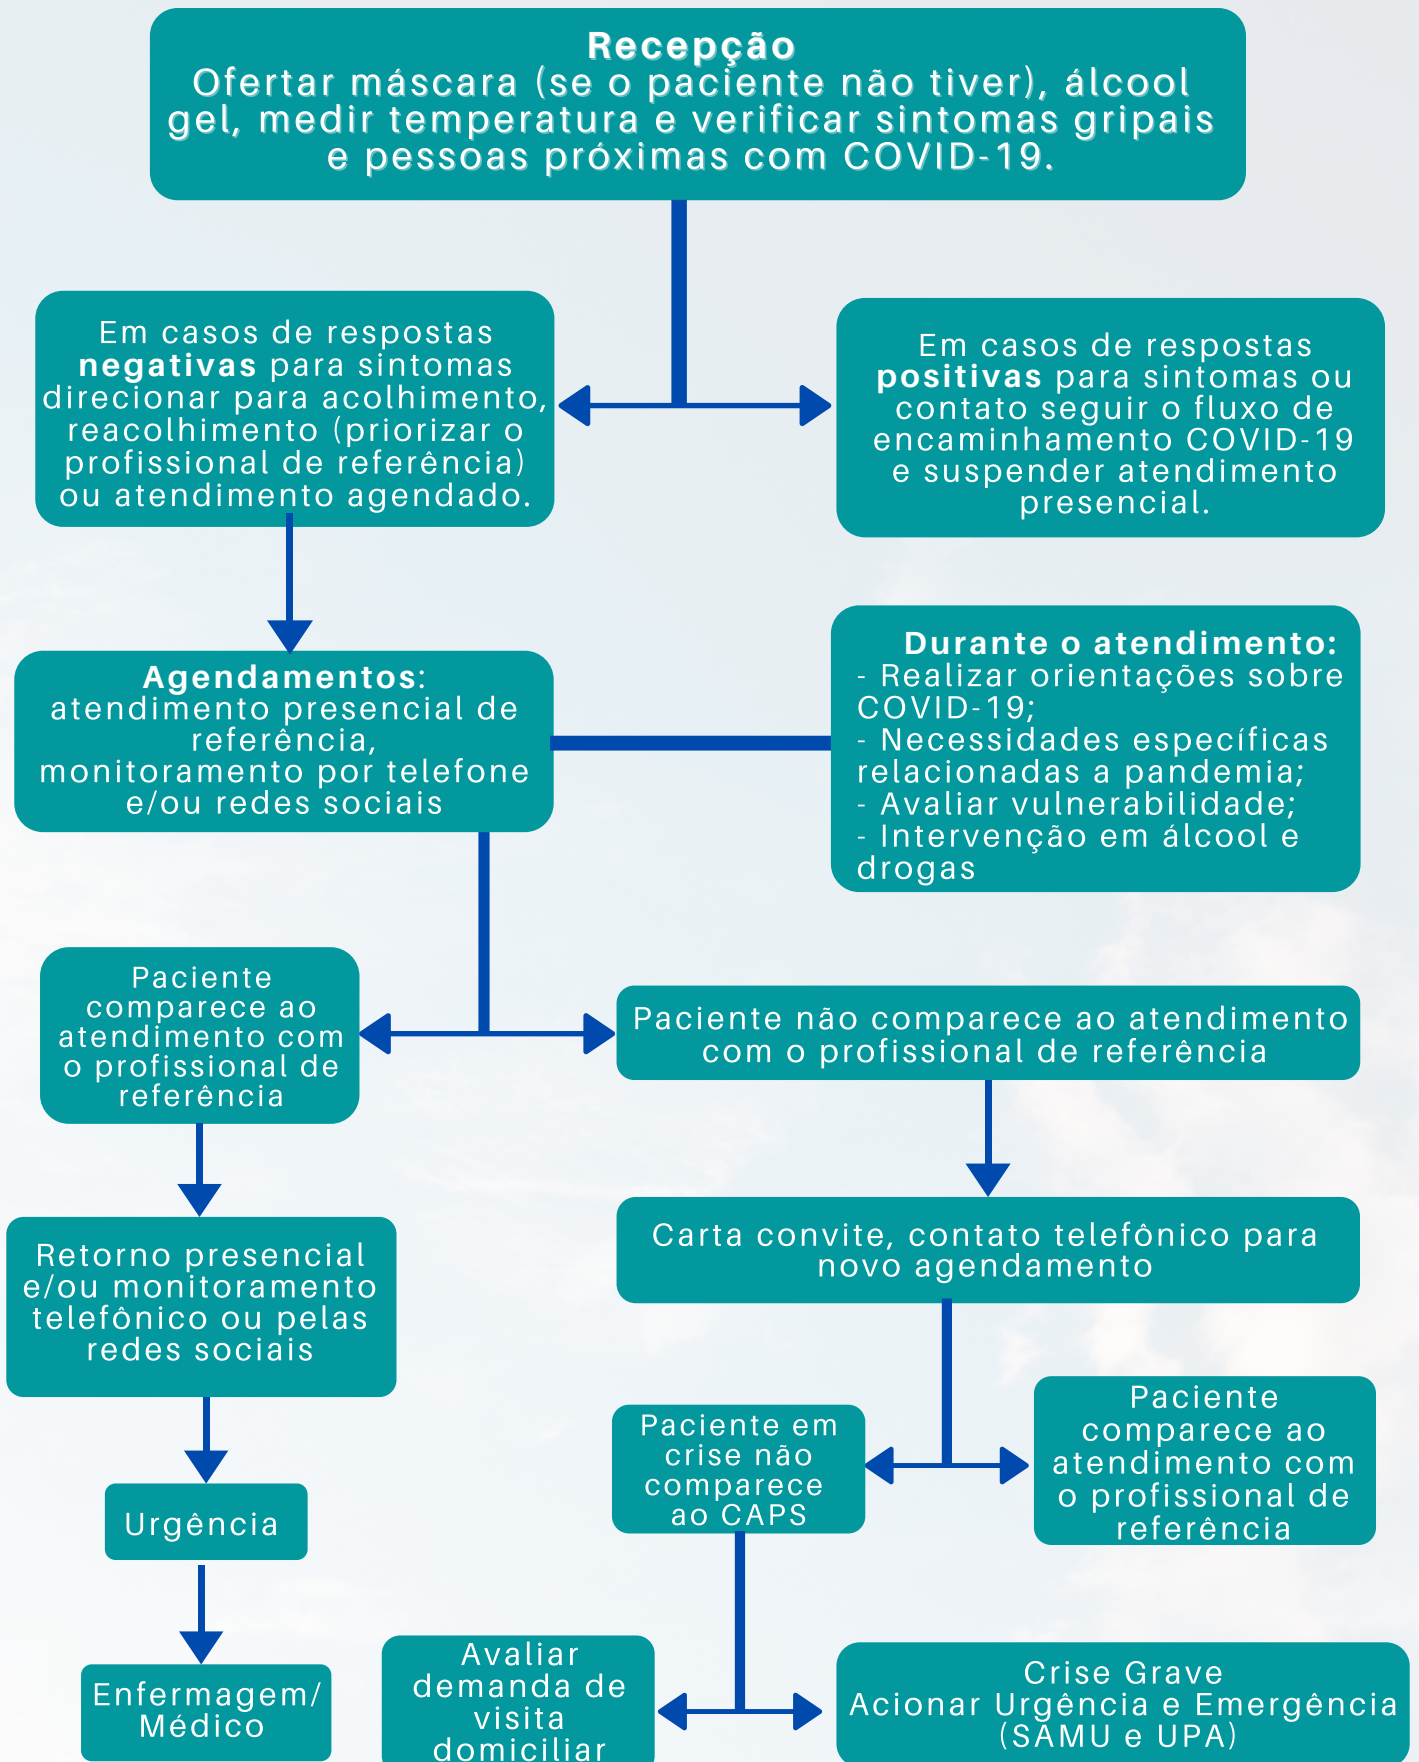 Recepção
Ofertar máscara (se o paciente não tiver), álcool
gel, medir temperatura e verificar sintomas gripais
e pessoas próximas com COVID-19.
Em casos de respostas
negativas para sintomas
direcionar para acolhimento,
reacolhimento (priorizar o
profissional de referência)
ou atendimento agendado.
Em casos de respostas
positivas para sintomas ou
contato seguir o fluxo de
encaminhamento COVID-19
e suspender atendimento
presencial.
Agendamentos:
atendimento presencial de
referência,
monitoramento por telefone
e/ou redes sociais
Durante o atendimento:
- Realizar orientações sobre
COVID-19;
- Necessidades específicas
relacionadas a pandemia;
- Avaliar vulnerabilidade;
- Intervenção em álcool e
drogas
Paciente
comparece ao
atendimento com
o profissional de
referência
Paciente não comparece ao atendimento
com o profissional de referência
Retorno presencial
e/ou monitoramento
telefônico ou pelas
redes sociais
Carta convite, contato telefônico para
novo agendamento
Paciente em
crise não
comparece
ao CAPS
Paciente
comparece ao
atendimento com
o profissional de
referência
Urgência
Enfermagem/
Médico
Avaliar
demanda de
visita
domiciliar
Crise Grave
Acionar Urgência e Emergência
(SAMU e UPA)